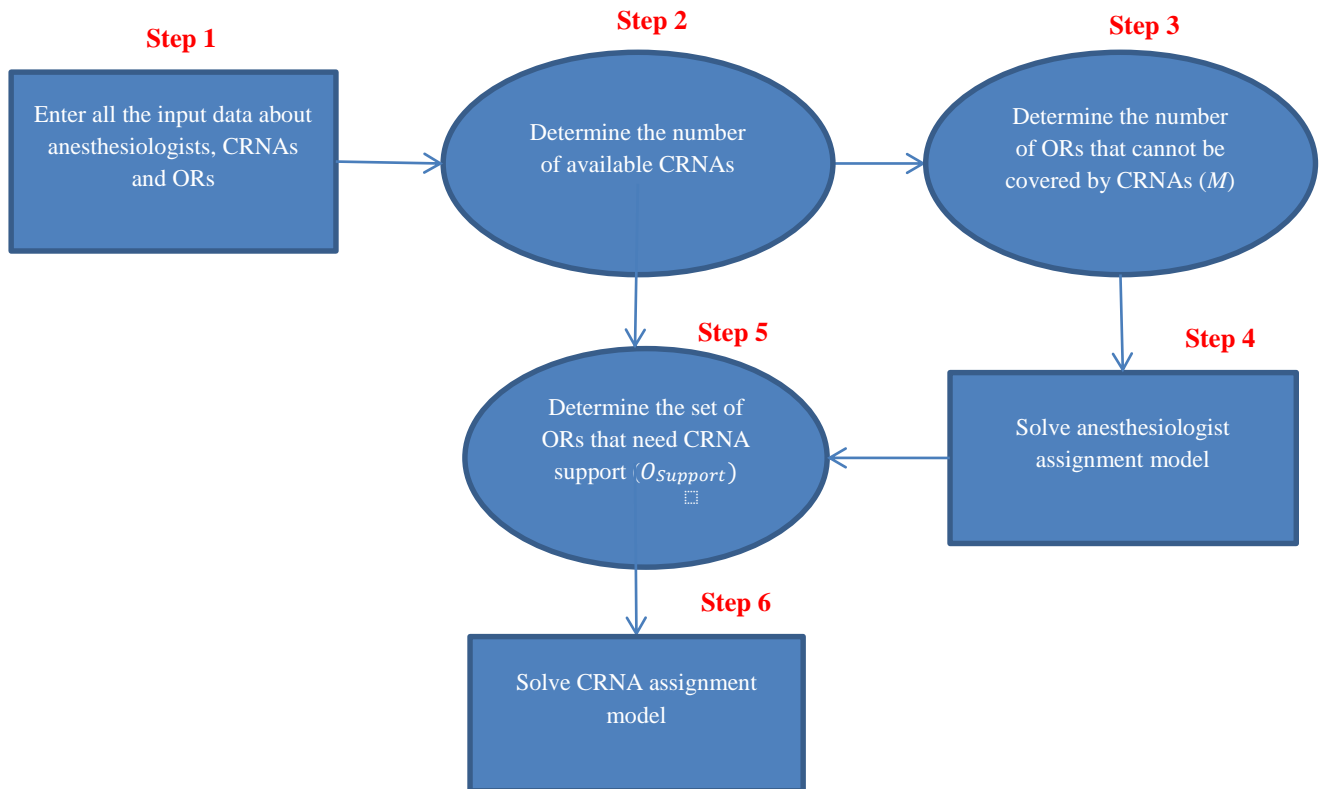 Step 1
Enter all the input data about
anesthesiologists, CRNAs
and ORs
Step 2
Determine the number
of available CRNAs
Step 3
Determine the number
of ORs that cannot be
covered by CRNAs (M)
Step 4
Solve anesthesiologist
assignment model
Step 5
Determine the set of
ORs that need CRNA
support (O_{Support})
Step 6
Solve CRNA assignment
model